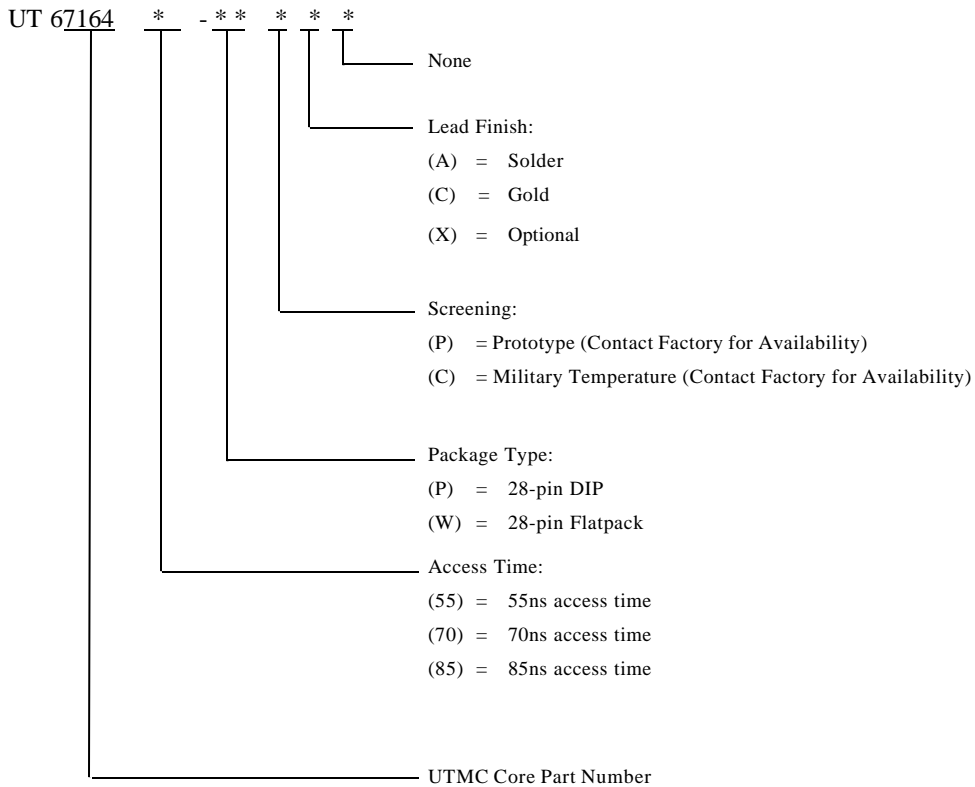 UT 67164 * - * * * * *
None
Lead Finish:
(A) = Solder
(C) = Gold
(X) = Optional
Screening:
(P) = Prototype (Contact Factory for Availability)
(C) = Military Temperature (Contact Factory for Availability)
Package Type:
(P) = 28-pin DIP
(W) = 28-pin Flatpack
Access Time:
(55) = 55ns access time
(70) = 70ns access time
(85) = 85ns access time
UTMC Core Part Number